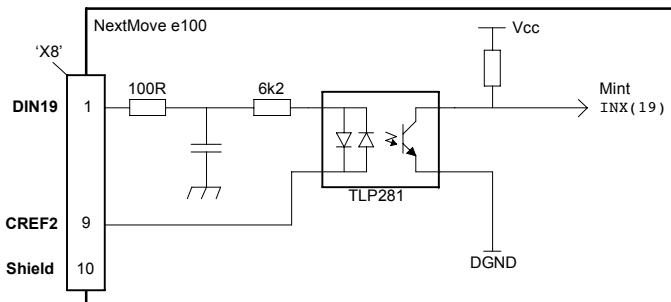 NextMove e100
'X8'
Vcc
100R
6k2
Mint
DIN19
1
INX(19)
TLP281
CREF2
9
Shield
10
DGND